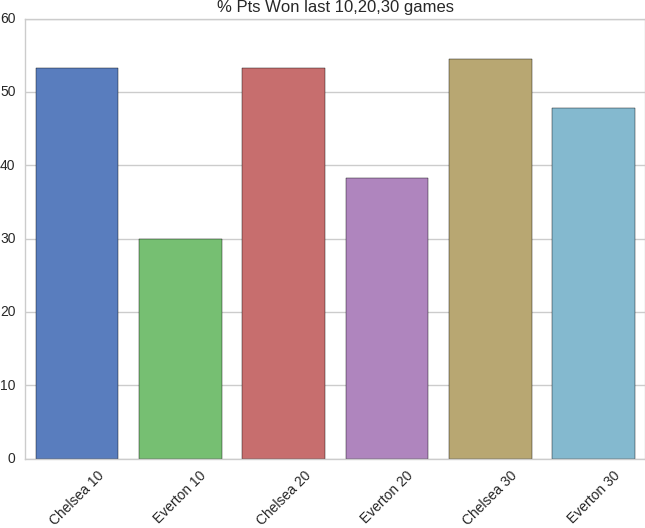 % Pts Won last 10,20,30 games
60
50
40
30
20
10
0
Chelsea 10
Everton 10
Chelsea 20
Everton 20
Chelsea 30
Everton 30